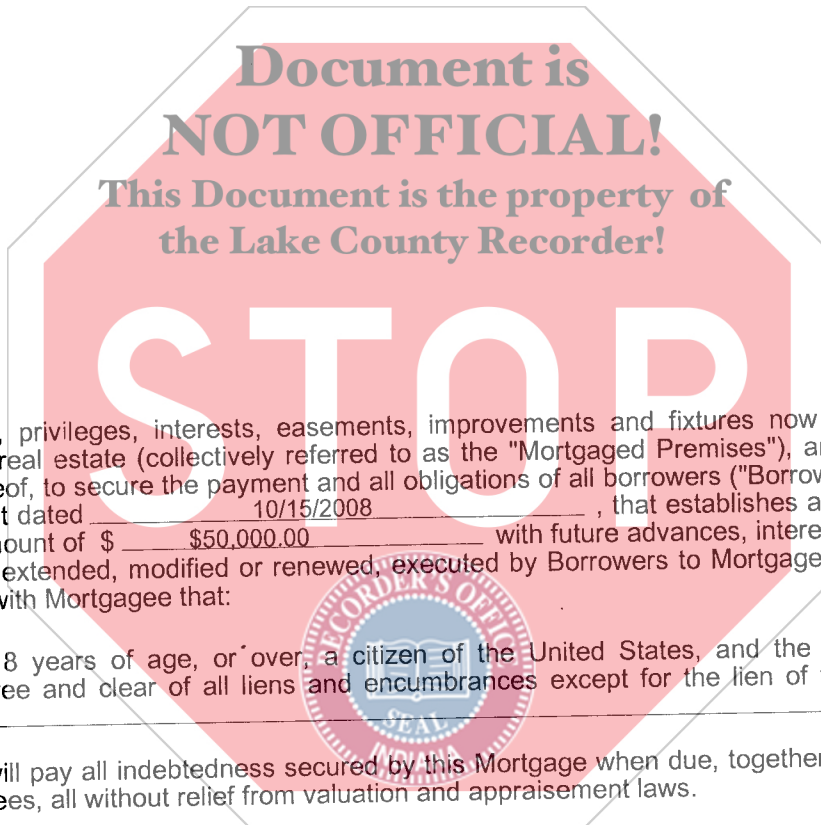 Document is
NOT OFFICIAL!
This Document is the property of
the Lake County Recorder!
STOP
, privileges, interests, easements, improvements and fixtures now
real estate (collectively referred to as the "Mortgaged Premises"), a
eof, to secure the payment and all obligations of all borrowers ("Borrow
t dated 10/15/2008 , that establishes a
ount of $ $50,000.00 with future advances, intere
extended, modified or renewed, executed by Borrowers to Mortgage
with Mortgagee that:
RECORDER'S OFFICE
8 years of age, or over, a citizen of the United States, and the
ee and clear of all liens and encumbrances except for the lien of
SEAL
INDIANA
ill pay all indebtedness secured by this Mortgage when due, together
ees, all without relief from valuation and appraisement laws.